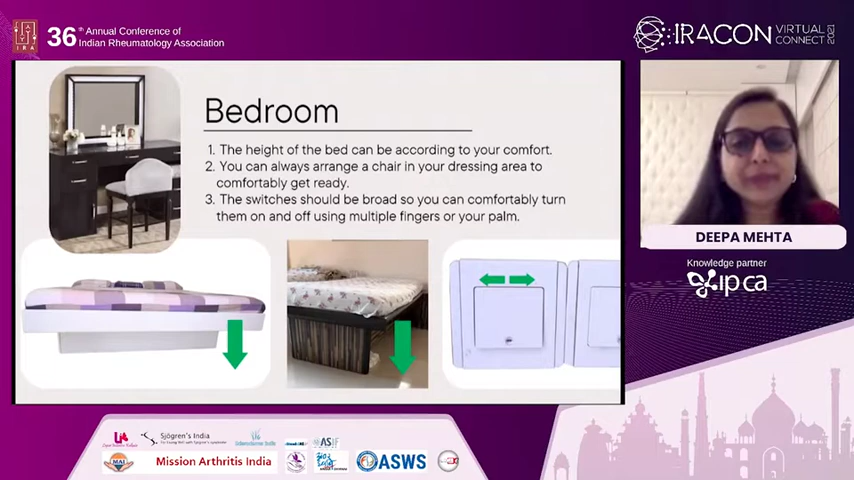 36th Annual Conference of
Indian Rheumatology Association
IRA
IRACON VIRTUAL CONNECT 2021
Bedroom
1. The height of the bed can be according to your comfort.
2. You can always arrange a chair in your dressing area to
comfortably get ready.
3. The switches should be broad so you can comfortably turn
them on and off using multiple fingers or your palm.
DEEPA MEHTA
Knowledge partner
ipca
Sjögren's India
ASIF
MAI
Mission Arthritis India
ASWS